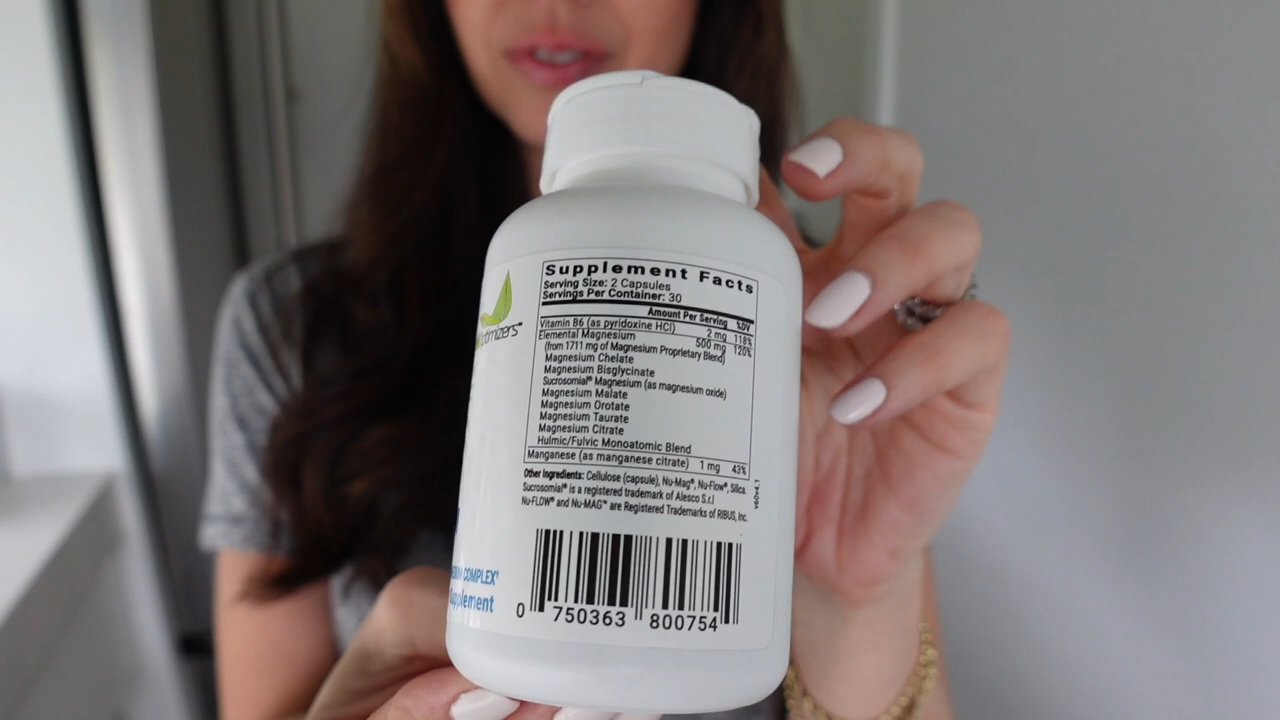 Supplement Facts
Serving Size: 2 Capsules
Servings Per Container: 30
Amount Per Serving %DV
Vitamin B6 (as pyridoxine HCl) 2 mg 118%
Elemental Magnesium 500 mg 120%
(from 1711 mg of Magnesium Proprietary Blend)
Magnesium Chelate
Magnesium Bisglycinate
Sucrosomial® Magnesium (as magnesium oxide)
Magnesium Malate
Magnesium Orotate
Magnesium Taurate
Magnesium Citrate
Hulmic/Fulvic Monoatomic Blend
Manganese (as manganese citrate) 1 mg 43%
Other Ingredients: Cellulose (capsule), Nu-Mag®, Nu-Flow®, Silica.
Sucrosomial® is a registered trademark of Alesco S.r.l
Nu-FLOW® and Nu-MAG™ are Registered Trademarks of RIBUS, Inc.
v60v4.1
COMPLEX†
Supplement
0 750363 800754